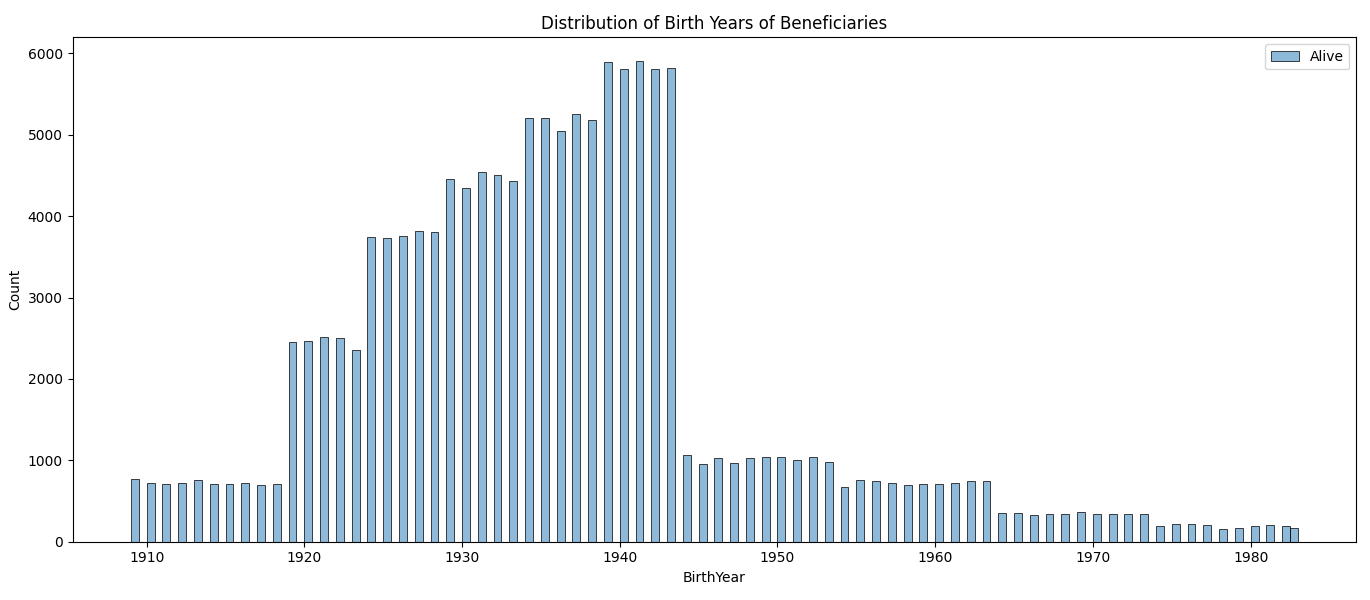 Distribution of Birth Years of Beneficiaries
Alive
6000
5000
4000
3000
2000
1000
0
Count
1910 1920 1930 1940 1950 1960 1970 1980
BirthYear